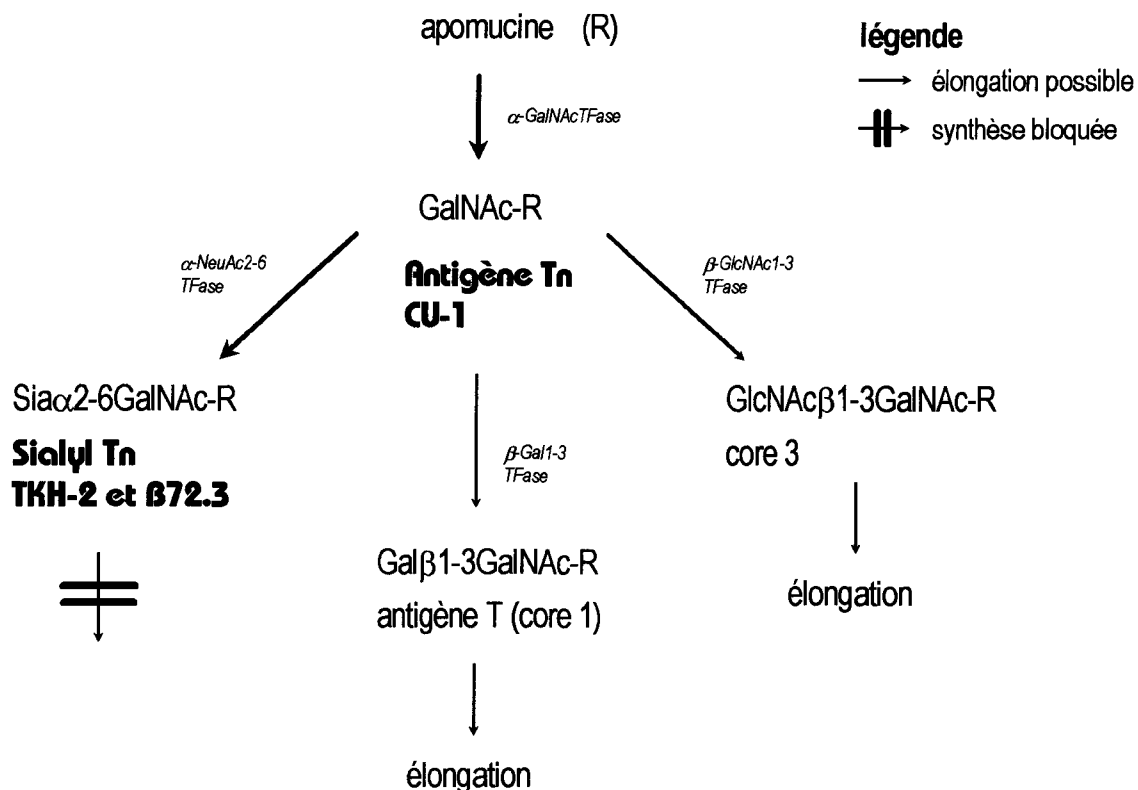 apomucine (R)
légende
élongation possible
synthèse bloquée
α-GalNAcTFase
GalNAc-R
Antigène Tn
CU-1
α-NeuAc2-6
TFase
β-GlcNAc1-3
TFase
Siaα2-6GalNAc-R
Sialyl Tn
TKH-2 et B72.3
β-Gal1-3
TFase
GlcNAcβ1-3GalNAc-R
core 3
Galβ1-3GalNAc-R
antigène T (core 1)
élongation
élongation